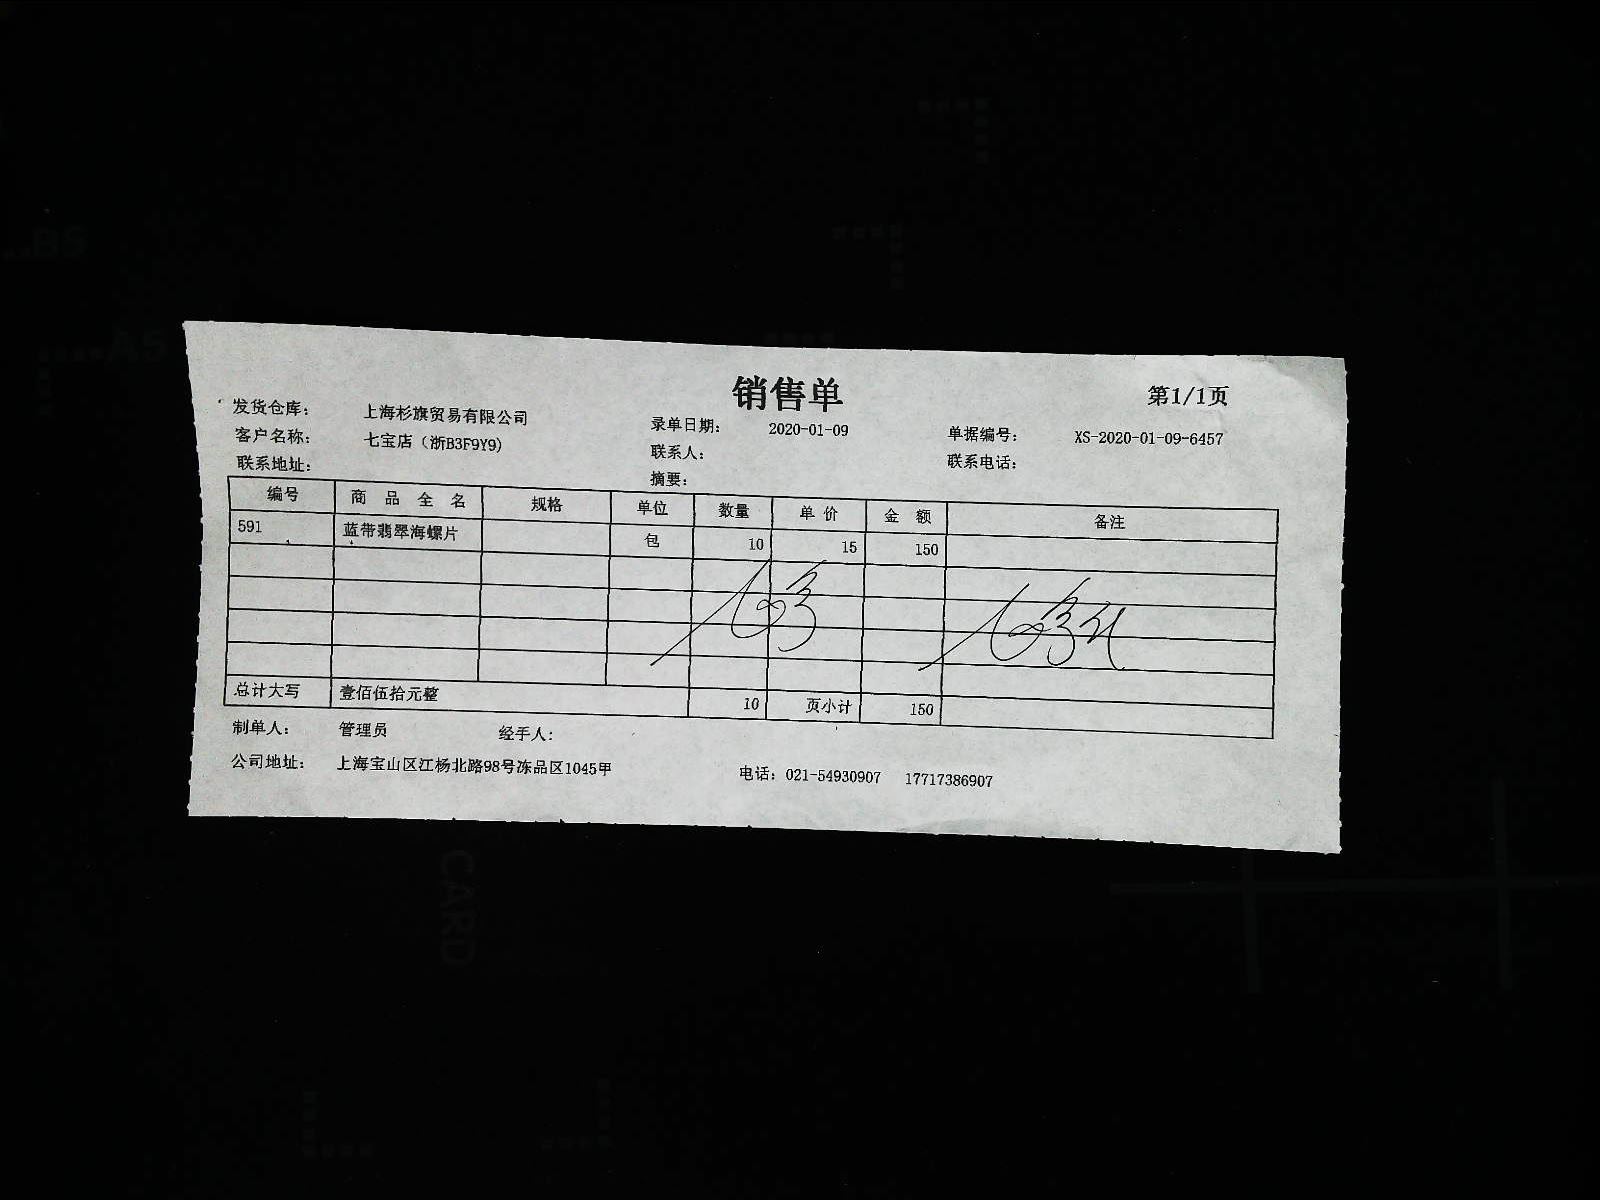 销售单
第1/1页
发货仓库： 上海杉旗贸易有限公司 录单日期： 2020-01-09 单据编号： XS-2020-01-09-6457
客户名称： 七宝店（浙B3F9Y9) 联系人： 联系电话：
联系地址： 摘要：
编号 商品全名 规格 单位 数量 单价 金额 备注
591 蓝带翡翠海螺片 包 10 15 150
总计大写 壹佰伍拾元整 10 页小计 150
制单人： 管理员 经手人：
公司地址： 上海宝山区江杨北路98号冻品区1045甲 电话：021-54930907 17717386907
CARD
A5
B5